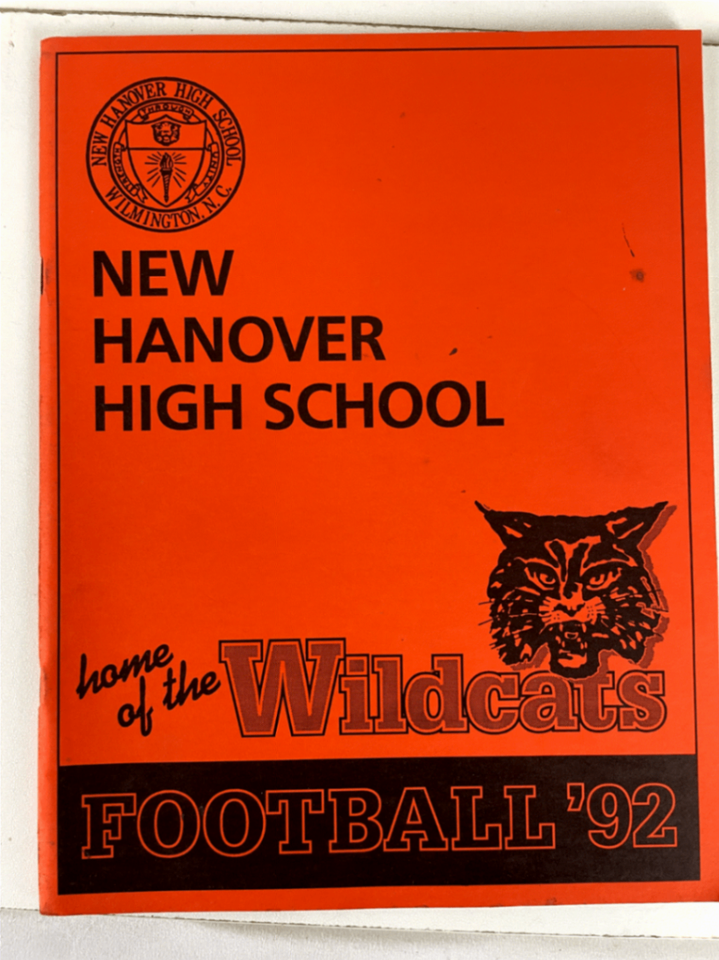 NEW HANOVER HIGH SCHOOL
WILMINGTON, N. C.
NEW
HANOVER
HIGH SCHOOL
home
of the Wildcats
FOOTBALL '92